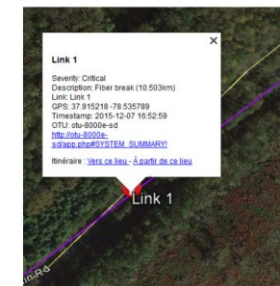 Link 1
Severity: Critical
Description: Fiber break (10.503km)
Link: Link 1
GPS: 37.915218 -78.535789
Timestamp: 2015-12-07 16:52:59
OTU: otu-8000e-sd
http://otu-8000e-
sd/app.php#SYSTEM_SUMMARY!
Itinéraire : Vers ce lieu - À partir de ce lieu
Link 1
in Rd